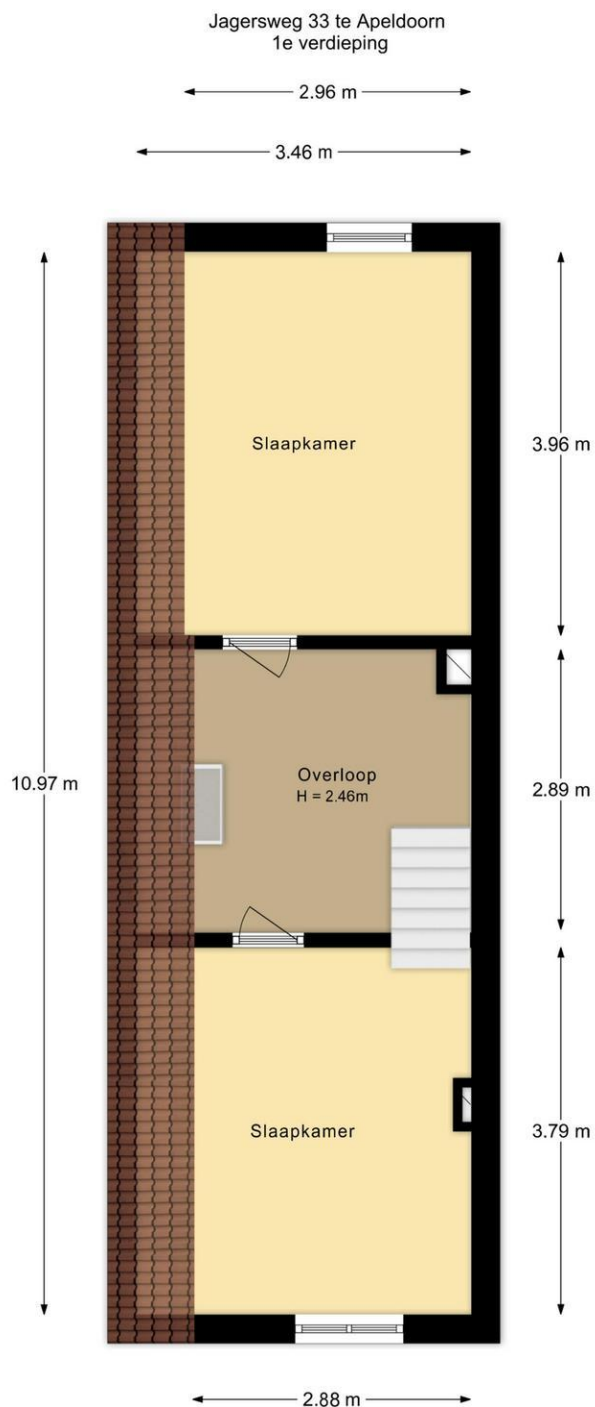 Jagersweg 33 te Apeldoorn
1e verdieping
2.96 m
3.46 m
Slaapkamer
3.96 m
10.97 m
Overloop
H = 2.46m
2.89 m
Slaapkamer
3.79 m
2.88 m